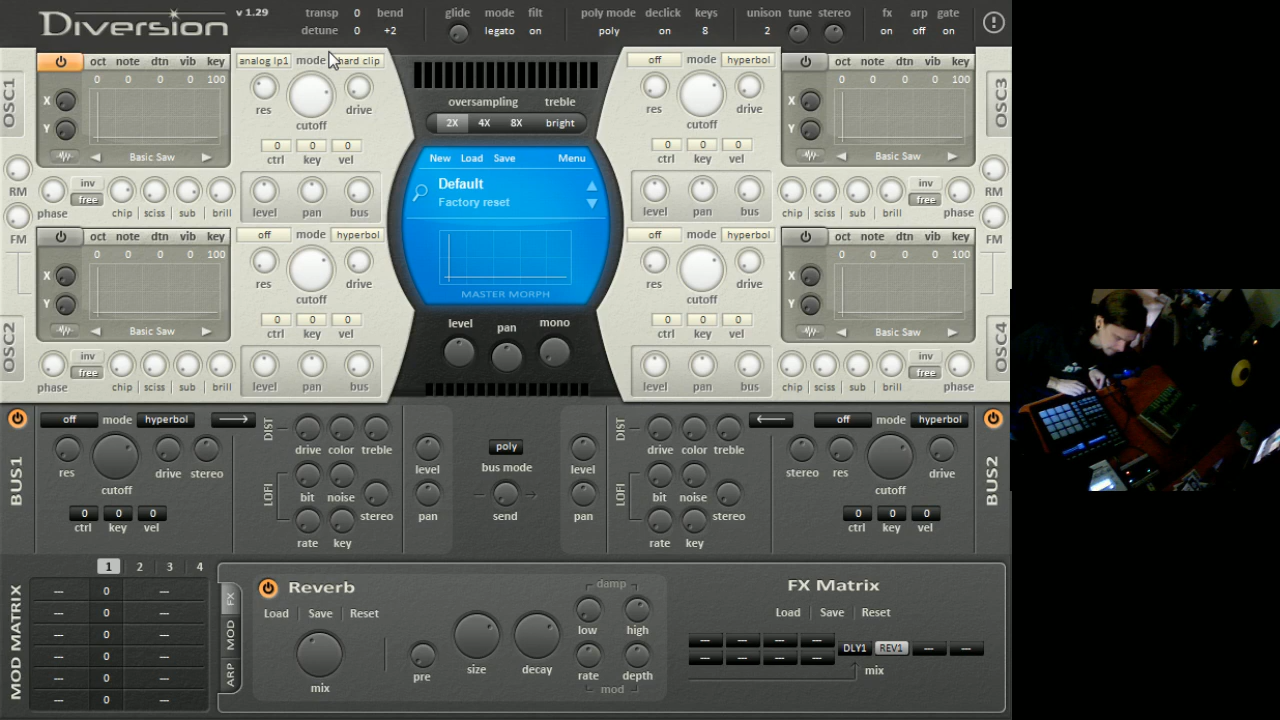 Diversion v 1.29
transp 0 bend glide mode filt poly mode declick keys unison tune stereo fx arp gate
detune 0 +2 legato on poly on 8 2 on off on
OSC1
oct note dtn vib key
0 0 0 0 100
X
Y
Basic Saw
analog lp1 mode hard clip
res drive
cutoff
0 0 0
ctrl key vel
RM
FM
phase inv free chip sciss sub brill
level pan bus
OSC2
oct note dtn vib key
0 0 0 0 100
X
Y
Basic Saw
off mode hyperbol
res drive
cutoff
0 0 0
ctrl key vel
phase inv free chip sciss sub brill
level pan bus
oversampling treble
2X 4X 8X bright
New Load Save Menu
Default
Factory reset
MASTER MORPH
level pan mono
off mode hyperbol
res drive
cutoff
0 0 0
ctrl key vel
level pan bus
OSC3
oct note dtn vib key
0 0 0 0 100
X
Y
Basic Saw
RM
FM
chip sciss sub brill inv free phase
off mode hyperbol
res drive
cutoff
0 0 0
ctrl key vel
level pan bus
OSC4
oct note dtn vib key
0 0 0 0 100
X
Y
Basic Saw
chip sciss sub brill inv free phase
BUS1
off mode hyperbol
res drive stereo
cutoff
0 0 0
ctrl key vel
DIST
drive color treble
LOFI
bit noise stereo
rate key
level
pan
poly
bus mode
send
level
pan
DIST
drive color treble
LOFI
bit noise stereo
rate key
BUS2
off mode hyperbol
stereo res drive
cutoff
0 0 0
ctrl key vel
MOD MATRIX
1 2 3 4
--- 0 ---
--- 0 ---
--- 0 ---
--- 0 ---
--- 0 ---
--- 0 ---
FX
MOD
ARP
Reverb
Load Save Reset
mix pre size decay
damp
low high
rate depth
mod
FX Matrix
Load Save Reset
--- --- --- --- DLY1 REV1 --- ---
--- --- --- ---
mix